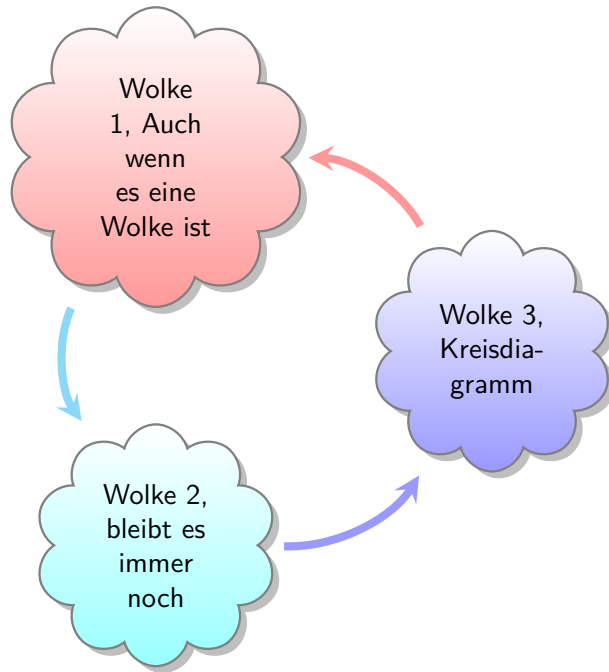 Wolke
1, Auch
wenn
es eine
Wolke ist
Wolke 3,
Kreisdia-
gramm
Wolke 2,
bleibt es
immer
noch